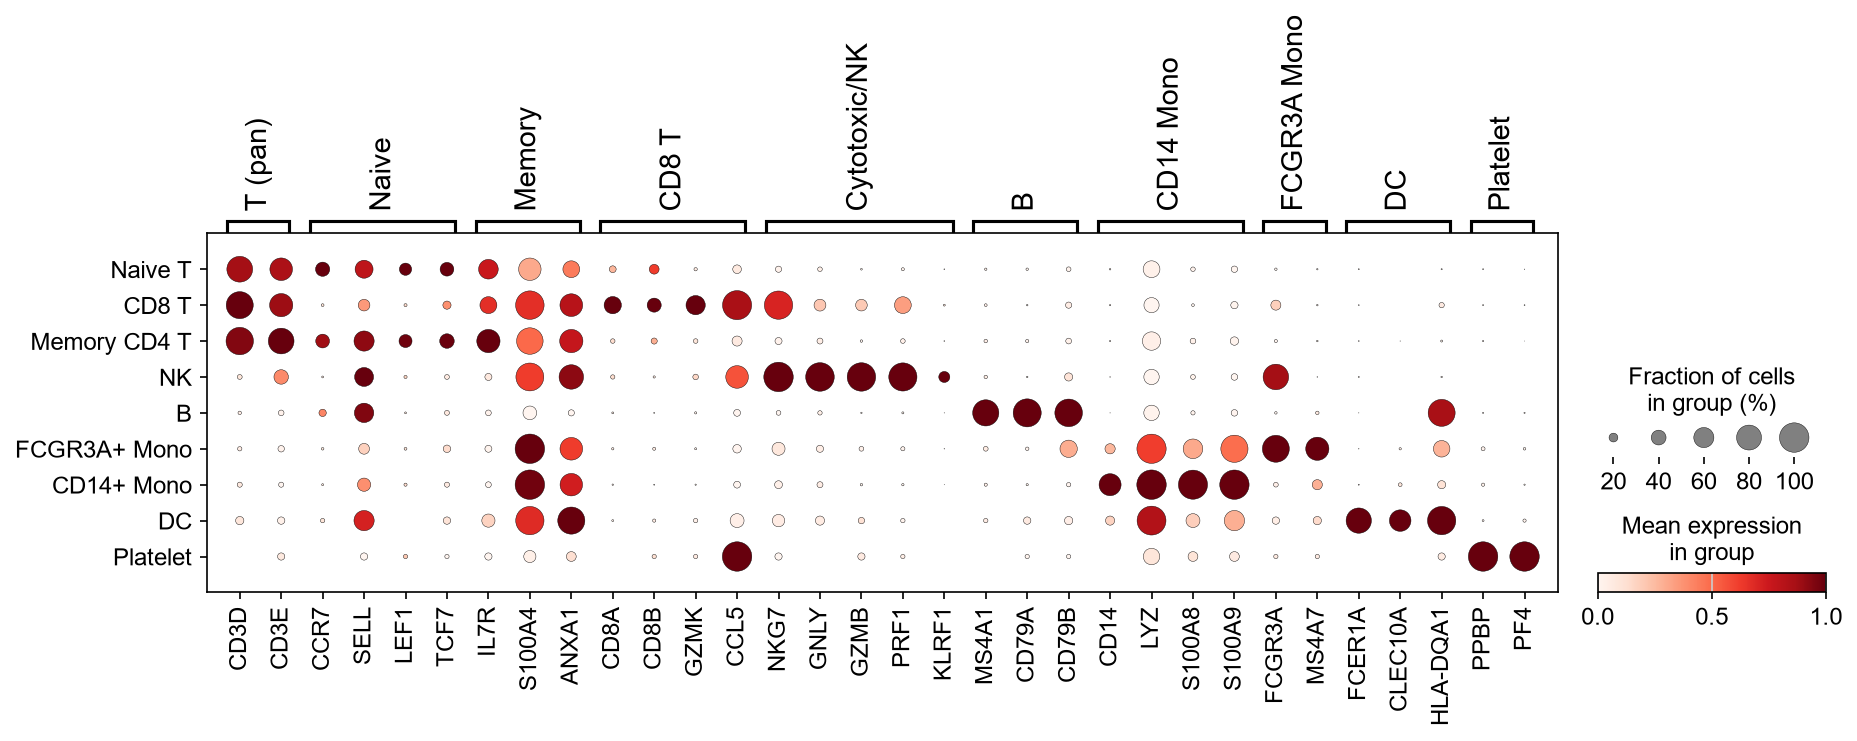 T (pan)
Naive
Memory
CD8 T
Cytotoxic/NK
B
CD14 Mono
FCGR3A Mono
DC
Platelet
Naive T
CD8 T
Memory CD4 T
NK
B
FCGR3A+ Mono
CD14+ Mono
DC
Platelet
CD3D
CD3E
CCR7
SELL
LEF1
TCF7
IL7R
S100A4
ANXA1
CD8A
CD8B
GZMK
CCL5
NKG7
GNLY
GZMB
PRF1
KLRF1
MS4A1
CD79A
CD79B
CD14
LYZ
S100A8
S100A9
FCGR3A
MS4A7
FCER1A
CLEC10A
HLA-DQA1
PPBP
PF4
Fraction of cells
in group (%)
20 40 60 80 100
Mean expression
in group
0.0 0.5 1.0